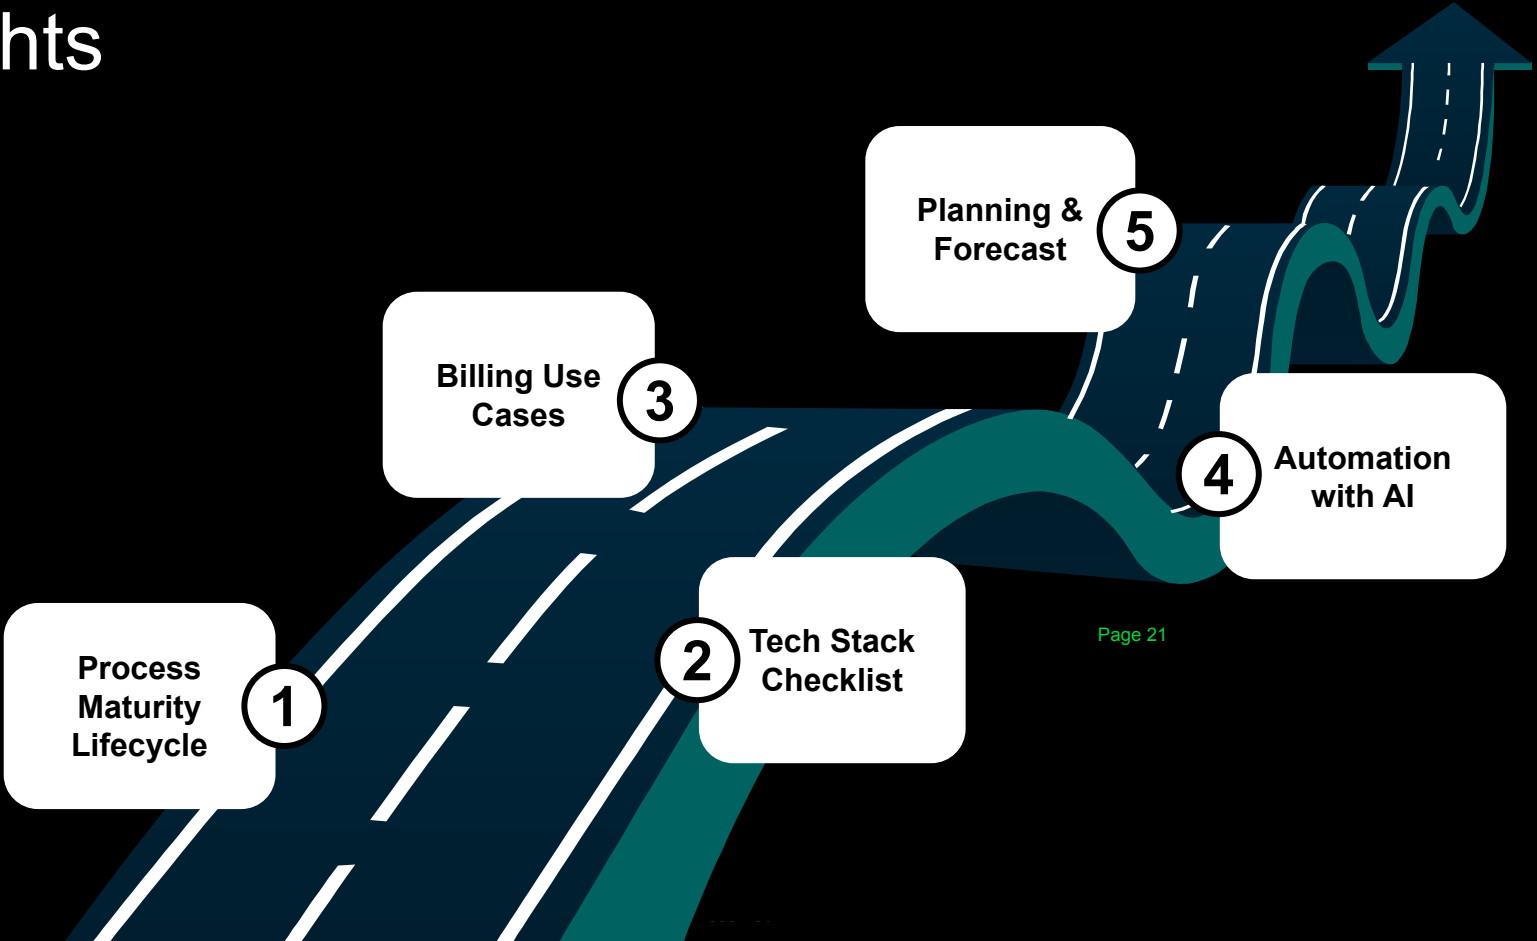 hts
Process
Maturity
Lifecycle
1
2
Tech Stack
Checklist
Billing Use
Cases
3
4
Automation
with AI
Planning &
Forecast
5
Page 21